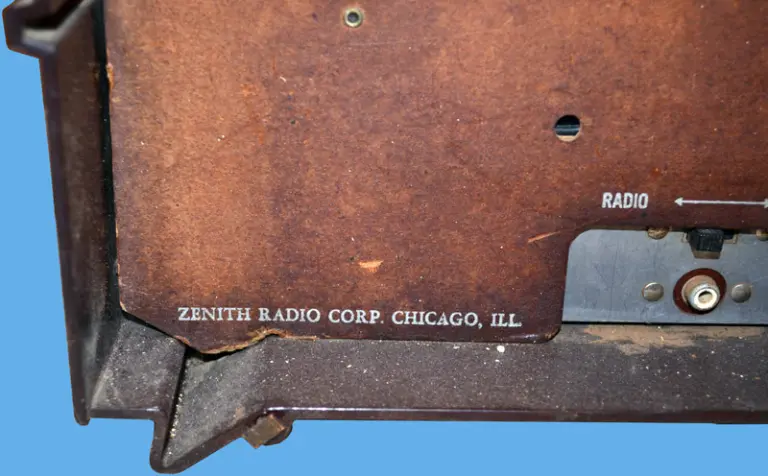 RADIO
ZENITH RADIO CORP. CHICAGO, ILL.